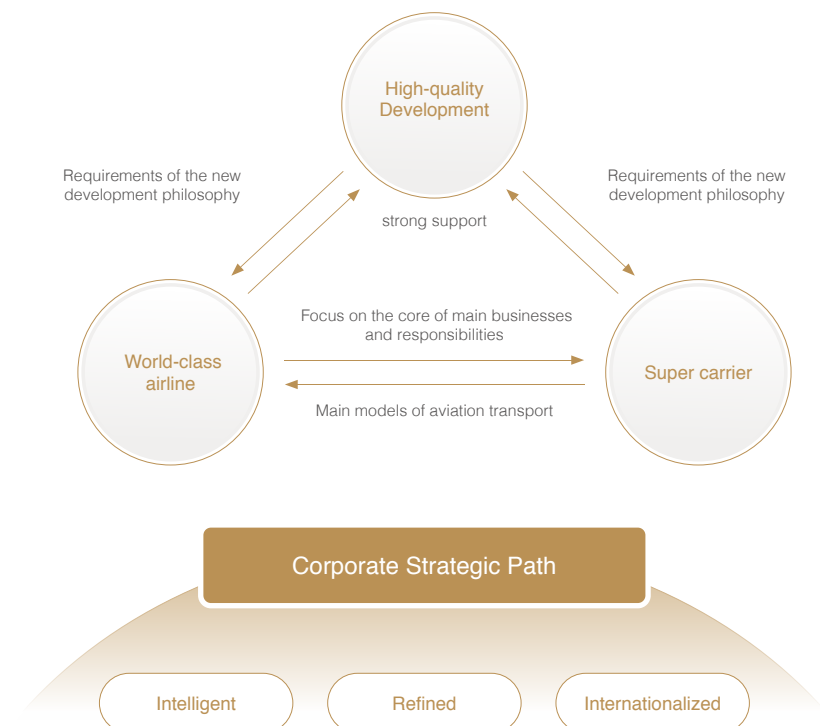 High-quality
Development
Requirements of the new
development philosophy
Requirements of the new
development philosophy
strong support
Focus on the core of main businesses
and responsibilities
World-class
airline
Super carrier
Main models of aviation transport
Corporate Strategic Path
Intelligent
Refined
Internationalized